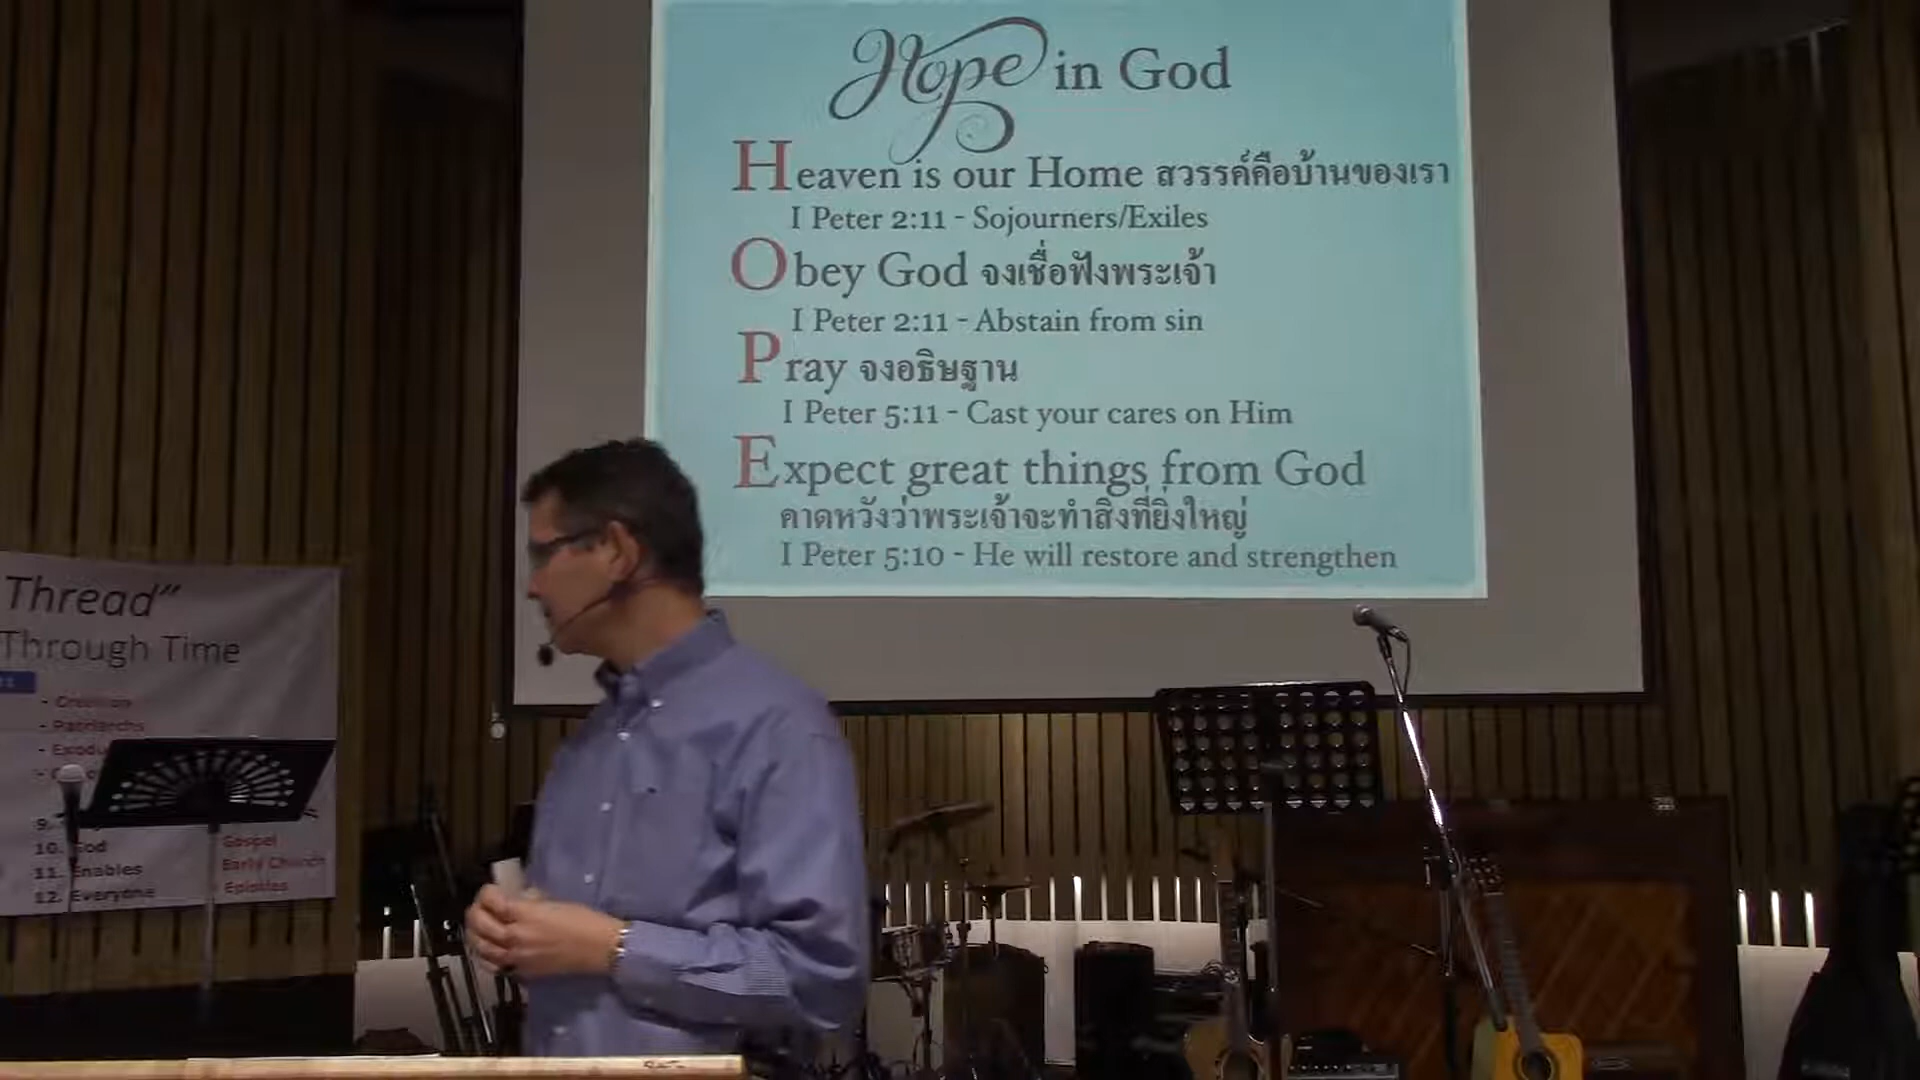 Hope in God
Heaven is our Home สวรรค์คือบ้านของเรา
I Peter 2:11 - Sojourners/Exiles
Obey God จงเชื่อฟังพระเจ้า
I Peter 2:11 - Abstain from sin
Pray จงอธิษฐาน
I Peter 5:11 - Cast your cares on Him
Expect great things from God
คาดหวังว่าพระเจ้าจะทำสิ่งที่ยิ่งใหญ่
I Peter 5:10 - He will restore and strengthen
Thread”
Through Time
- Creation
- Patriarchs
9.
10. God Gospel
11. Enables Early Church
12. Everyone Epistles